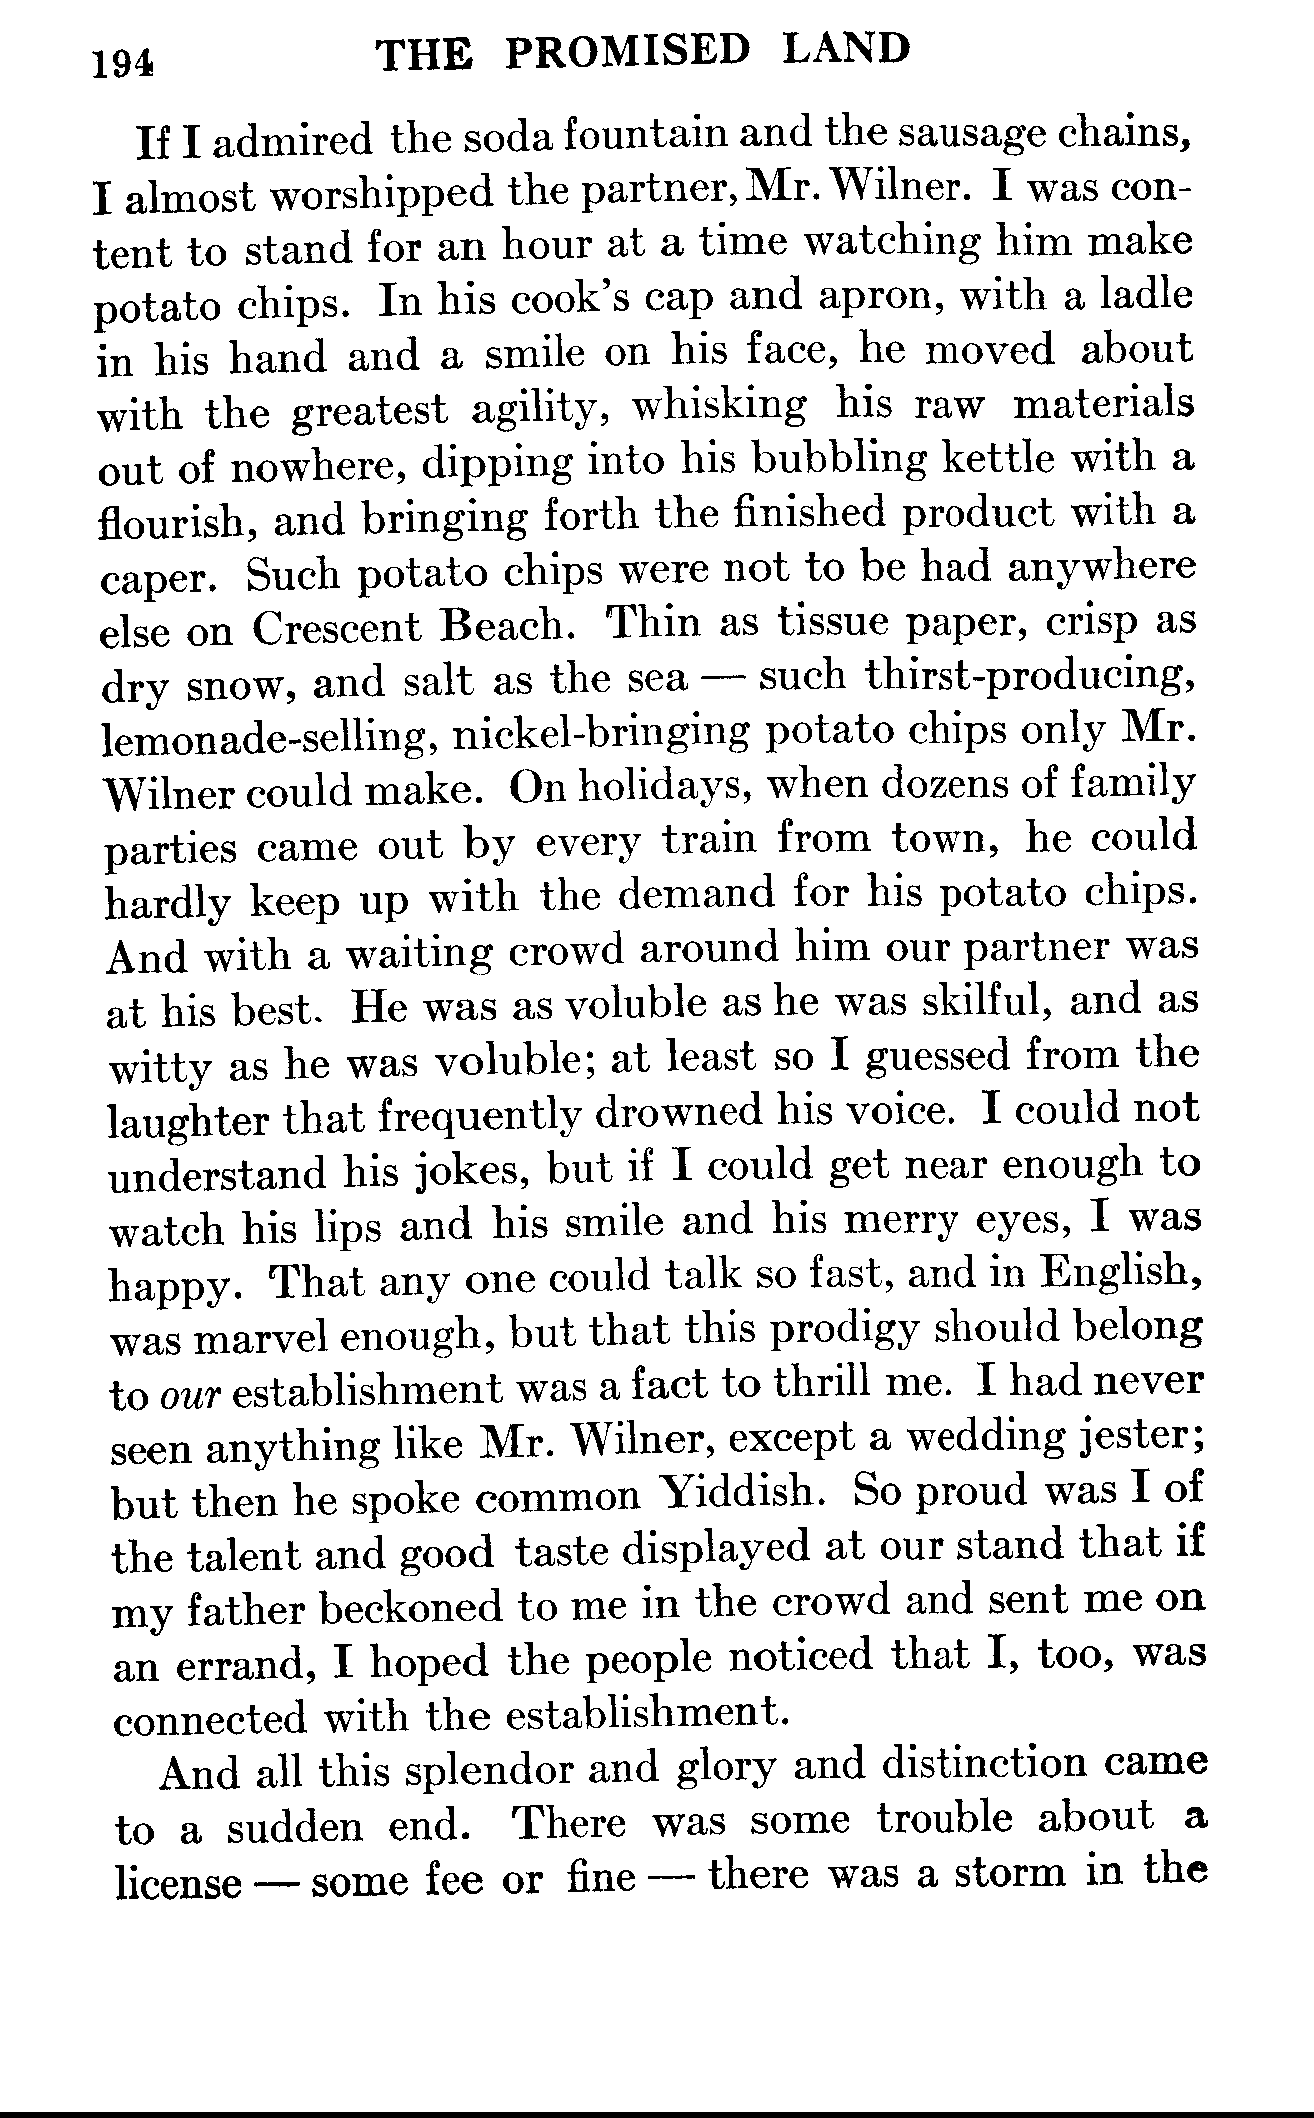 194 THE PROMISED LAND
If I admired the soda fountain and the sausage chains,
I almost worshipped the partner, Mr. Wilner. I was con-
tent to stand for an hour at a time watching him make
potato chips. In his cook's cap and apron, with a ladle
in his hand and a smile on his face, he moved about
with the greatest agility, whisking his raw materials
out of nowhere, dipping into his bubbling kettle with a
flourish, and bringing forth the finished product with a
caper. Such potato chips were not to be had anywhere
else on Crescent Beach. Thin as tissue paper, crisp as
dry snow, and salt as the sea — such thirst-producing,
lemonade-selling, nickel-bringing potato chips only Mr.
Wilner could make. On holidays, when dozens of family
parties came out by every train from town, he could
hardly keep up with the demand for his potato chips.
And with a waiting crowd around him our partner was
at his best. He was as voluble as he was skilful, and as
witty as he was voluble; at least so I guessed from the
laughter that frequently drowned his voice. I could not
understand his jokes, but if I could get near enough to
watch his lips and his smile and his merry eyes, I was
happy. That any one could talk so fast, and in English,
was marvel enough, but that this prodigy should belong
to our establishment was a fact to thrill me. I had never
seen anything like Mr. Wilner, except a wedding jester;
but then he spoke common Yiddish. So proud was I of
the talent and good taste displayed at our stand that if
my father beckoned to me in the crowd and sent me on
an errand, I hoped the people noticed that I, too, was
connected with the establishment.
And all this splendor and glory and distinction came
to a sudden end. There was some trouble about a
license — some fee or fine — there was a storm in the